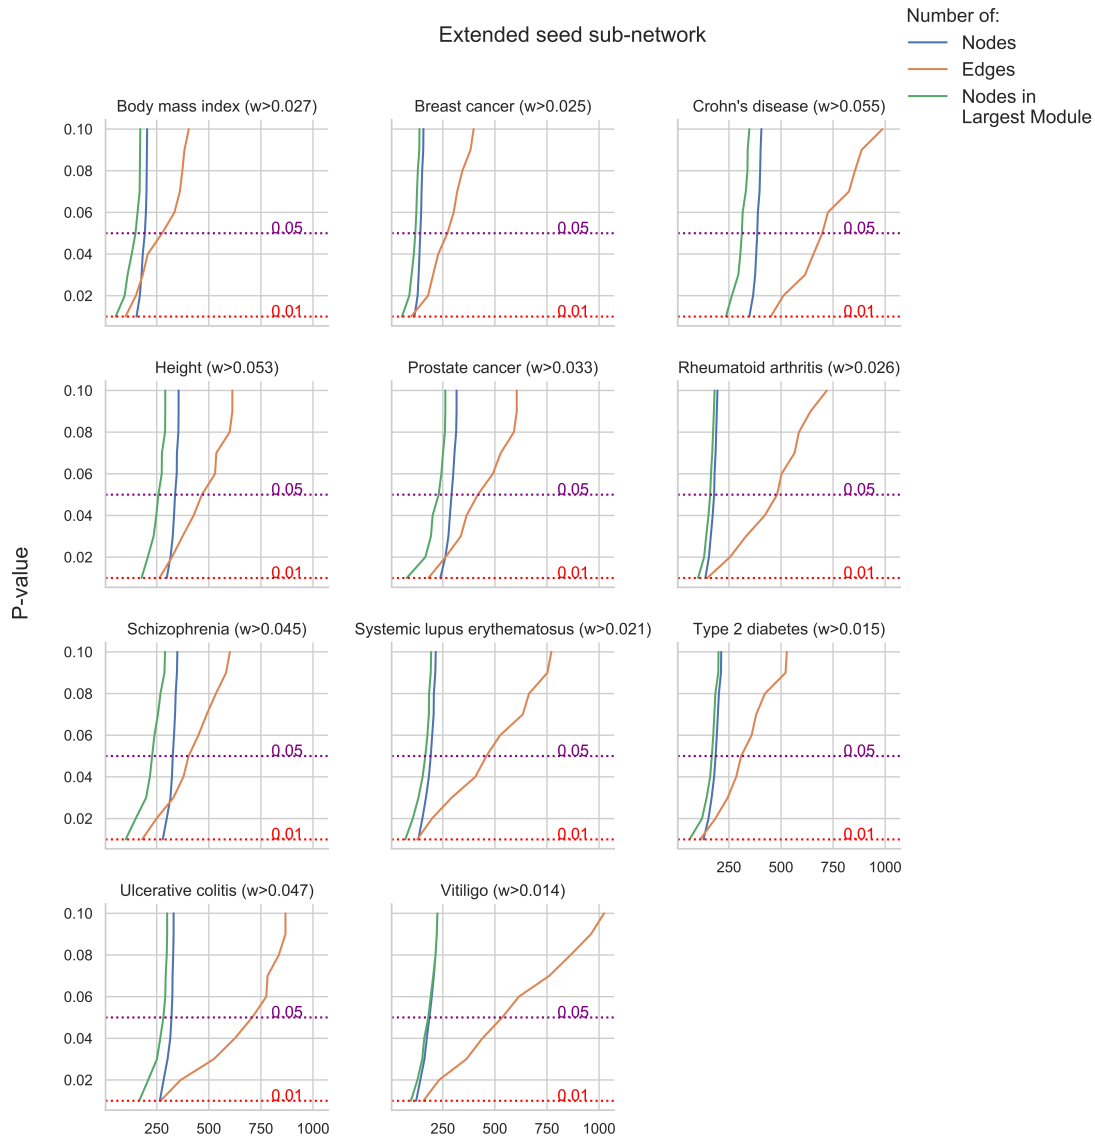 Extended seed sub-network
Number of:
Nodes
Edges
Nodes in
Largest Module
P-value
Body mass index (w>0.027)
0.10
0.08
0.06
0.04
0.02
0.05
0.01
Breast cancer (w>0.025)
0.05
0.01
Crohn's disease (w>0.055)
0.05
0.01
Height (w>0.053)
0.10
0.08
0.06
0.04
0.02
0.05
0.01
Prostate cancer (w>0.033)
0.05
0.01
Rheumatoid arthritis (w>0.026)
0.05
0.01
Schizophrenia (w>0.045)
0.10
0.08
0.06
0.04
0.02
0.05
0.01
Systemic lupus erythematosus (w>0.021)
0.05
0.01
Type 2 diabetes (w>0.015)
0.05
0.01
250 500 750 1000
Ulcerative colitis (w>0.047)
0.10
0.08
0.06
0.04
0.02
0.05
0.01
250 500 750 1000
Vitiligo (w>0.014)
0.05
0.01
250 500 750 1000